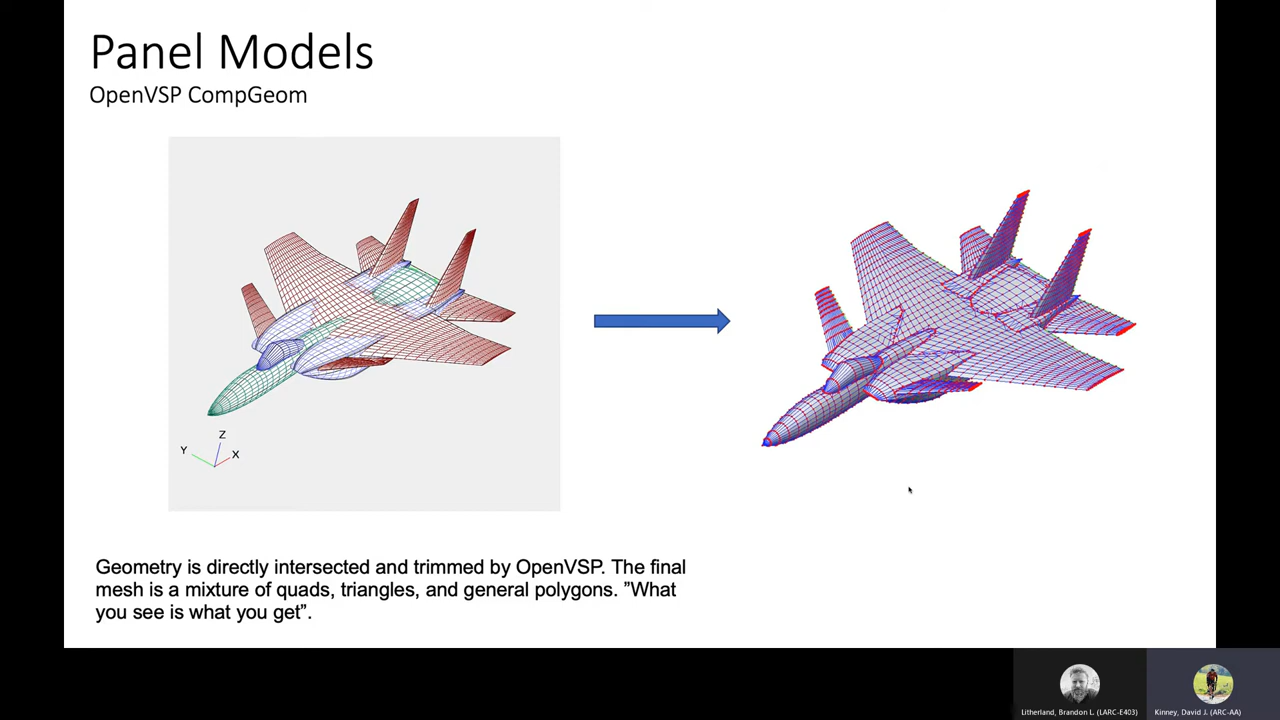 Panel Models
OpenVSP CompGeom
Z
Y
X
Geometry is directly intersected and trimmed by OpenVSP. The final
mesh is a mixture of quads, triangles, and general polygons. ”What
you see is what you get”.
Litherland, Brandon L. (LARC-E403)
Kinney, David J. (ARC-AA)